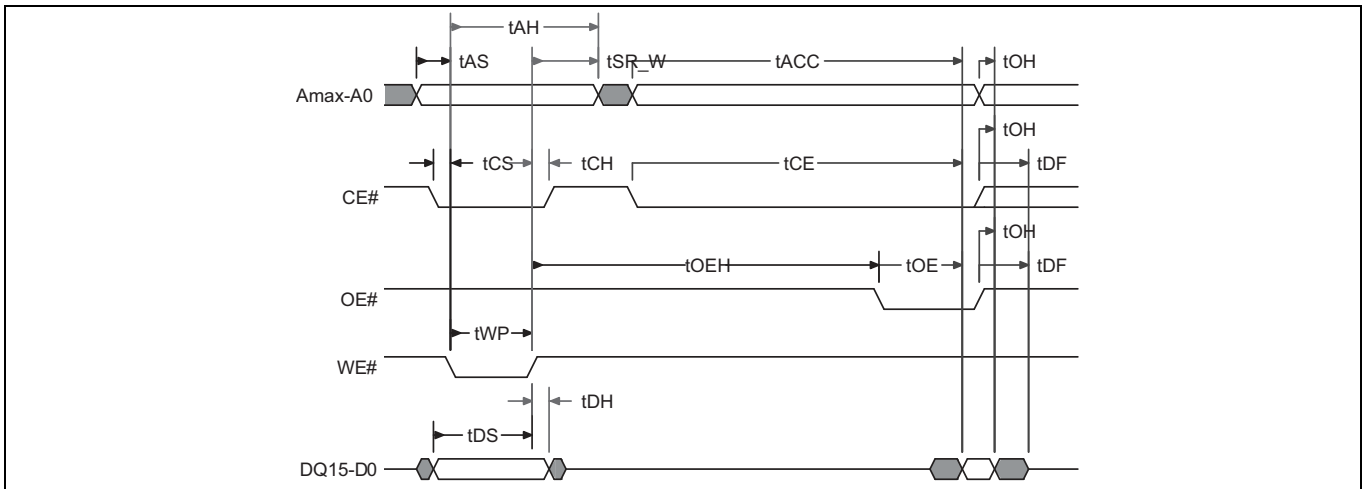 tAH
tAS tSR_W tACC tOH
Amax-A0
tOH
tCS tCH tCE tDF
CE#
tOH
tOEH tOE tDF
OE#
tWP
WE#
tDH
tDS
DQ15-D0